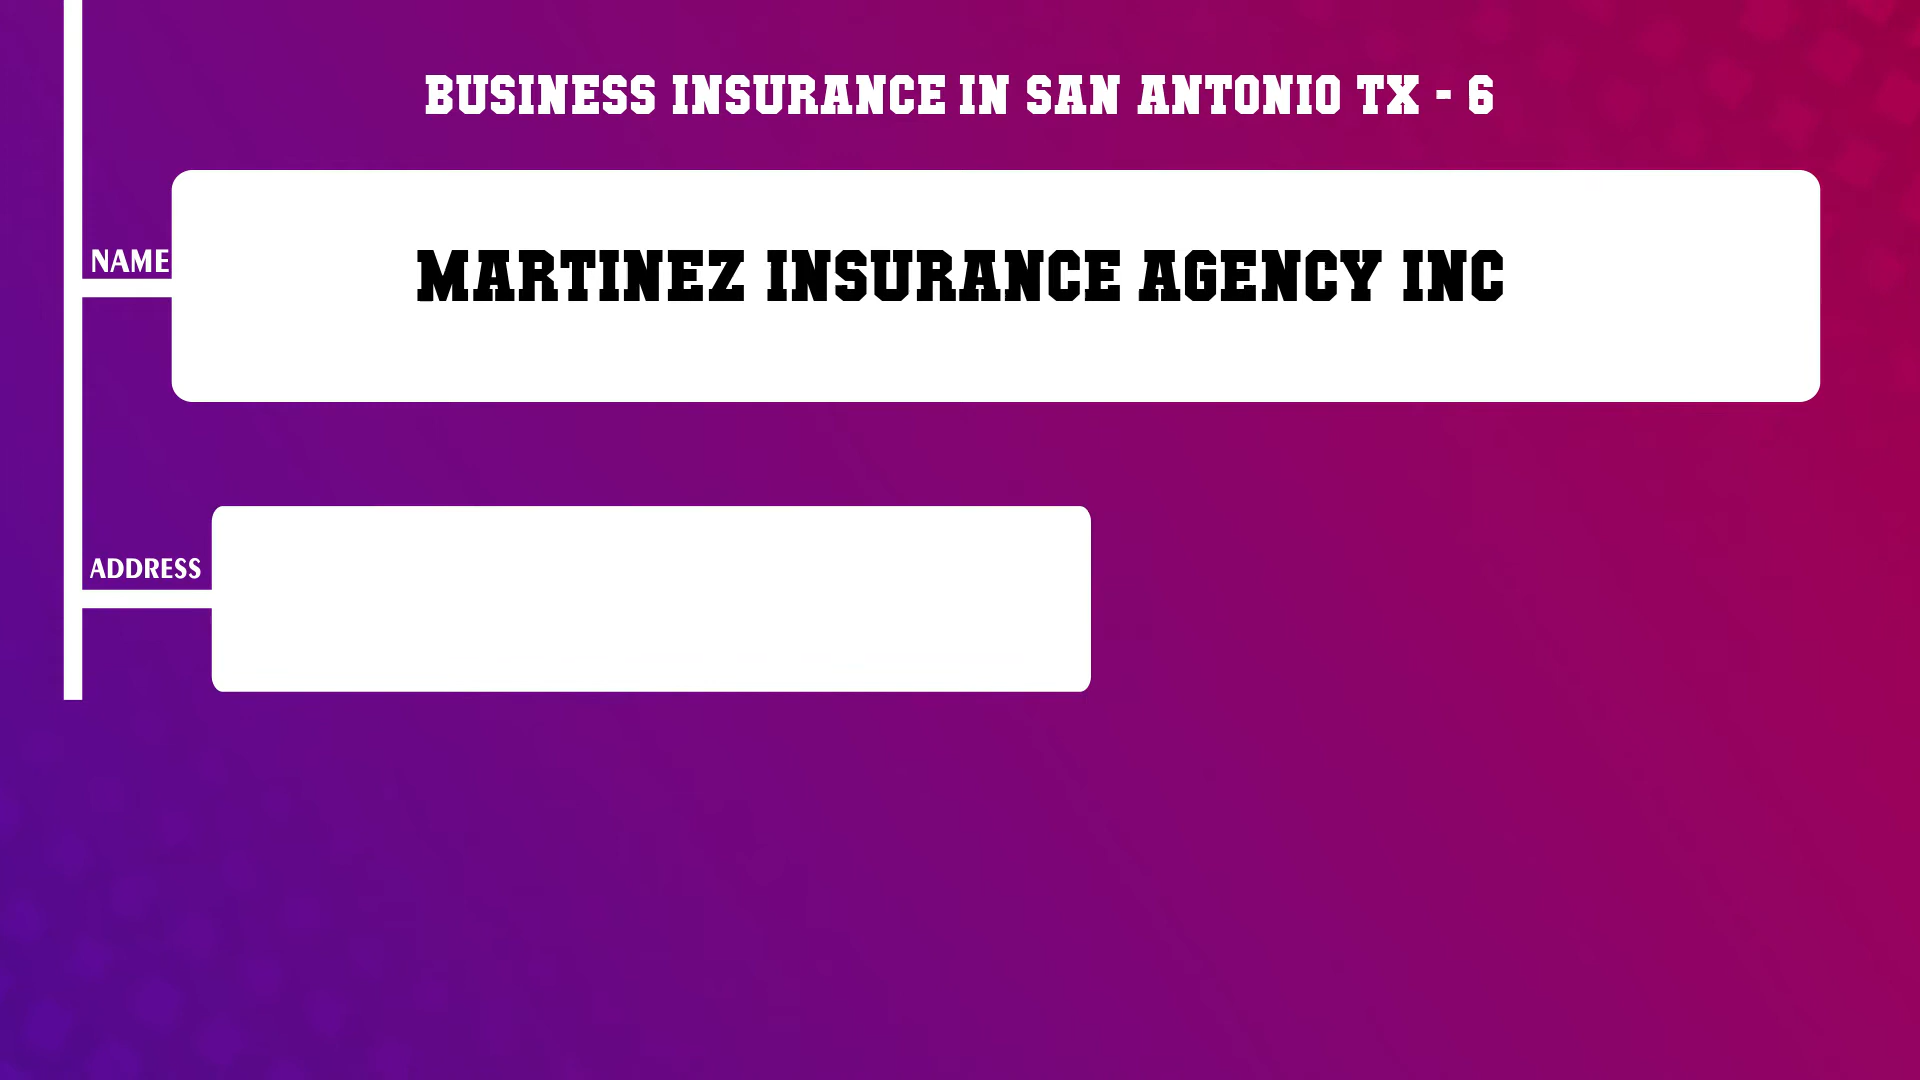 BUSINESS INSURANCE IN SAN ANTONIO TX - 6
NAME
MARTINEZ INSURANCE AGENCY INC
ADDRESS